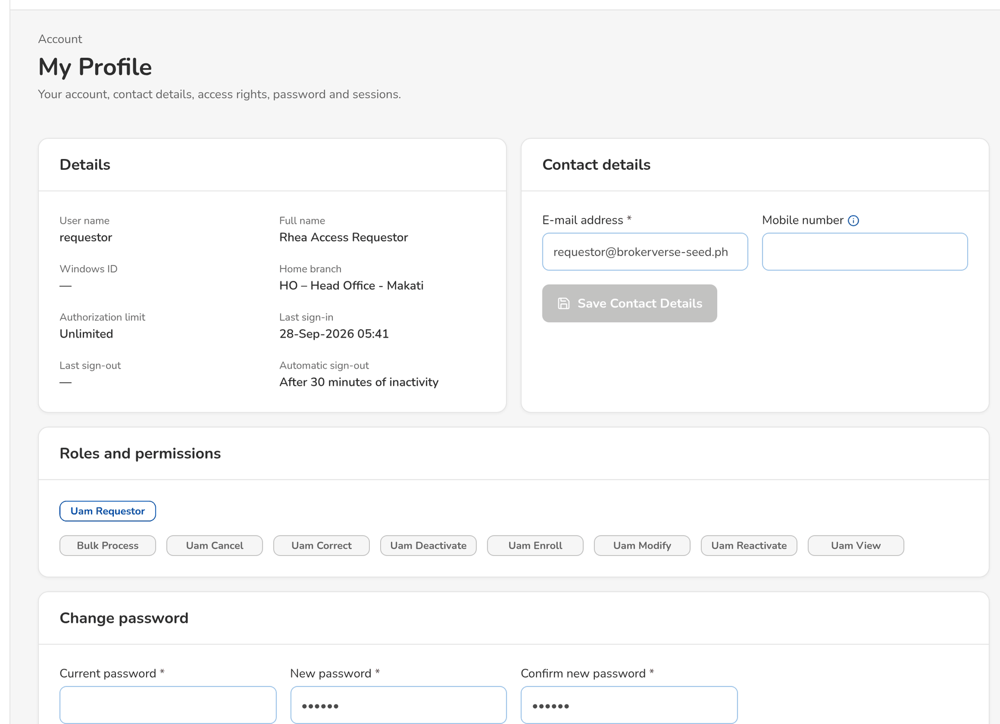 Account
My Profile
Your account, contact details, access rights, password and sessions.
Details
User name
requestor
Full name
Rhea Access Requestor
Windows ID
—
Home branch
HO – Head Office - Makati
Authorization limit
Unlimited
Last sign-in
28-Sep-2026 05:41
Last sign-out
—
Automatic sign-out
After 30 minutes of inactivity
Contact details
E-mail address *
requestor@brokerverse-seed.ph
Mobile number
Save Contact Details
Roles and permissions
Uam Requestor
Bulk Process
Uam Cancel
Uam Correct
Uam Deactivate
Uam Enroll
Uam Modify
Uam Reactivate
Uam View
Change password
Current password *
New password *
••••••
Confirm new password *
••••••